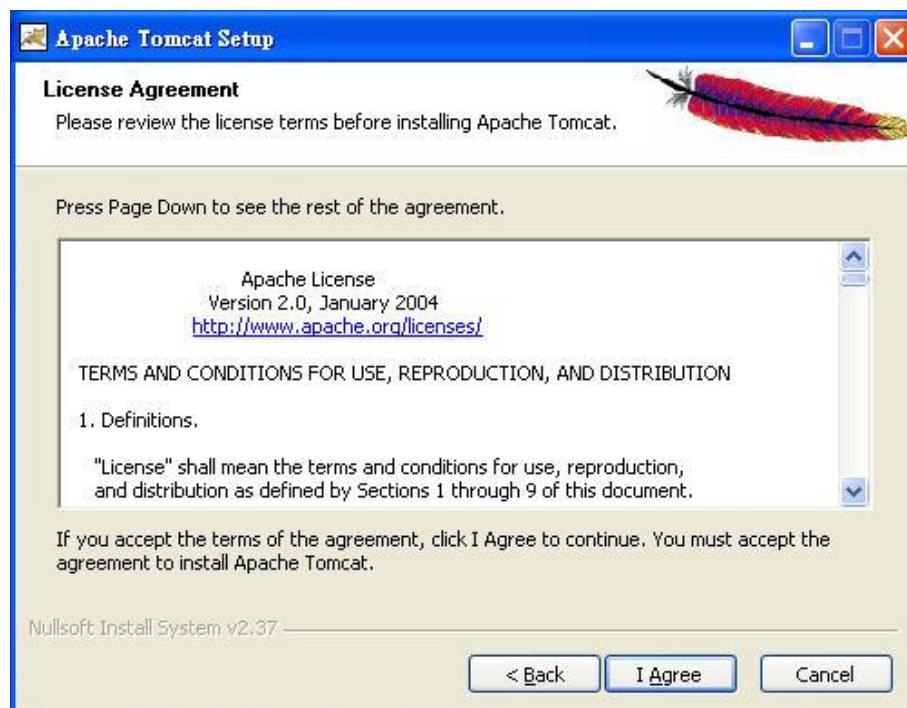 Apache Tomcat Setup
License Agreement
Please review the license terms before installing Apache Tomcat.
Press Page Down to see the rest of the agreement.
Apache License
Version 2.0, January 2004
http://www.apache.org/licenses/
TERMS AND CONDITIONS FOR USE, REPRODUCTION, AND DISTRIBUTION
1. Definitions.
"License" shall mean the terms and conditions for use, reproduction,
and distribution as defined by Sections 1 through 9 of this document.
If you accept the terms of the agreement, click I Agree to continue. You must accept the
agreement to install Apache Tomcat.
Nullsoft Install System v2.37
< Back
I Agree
Cancel